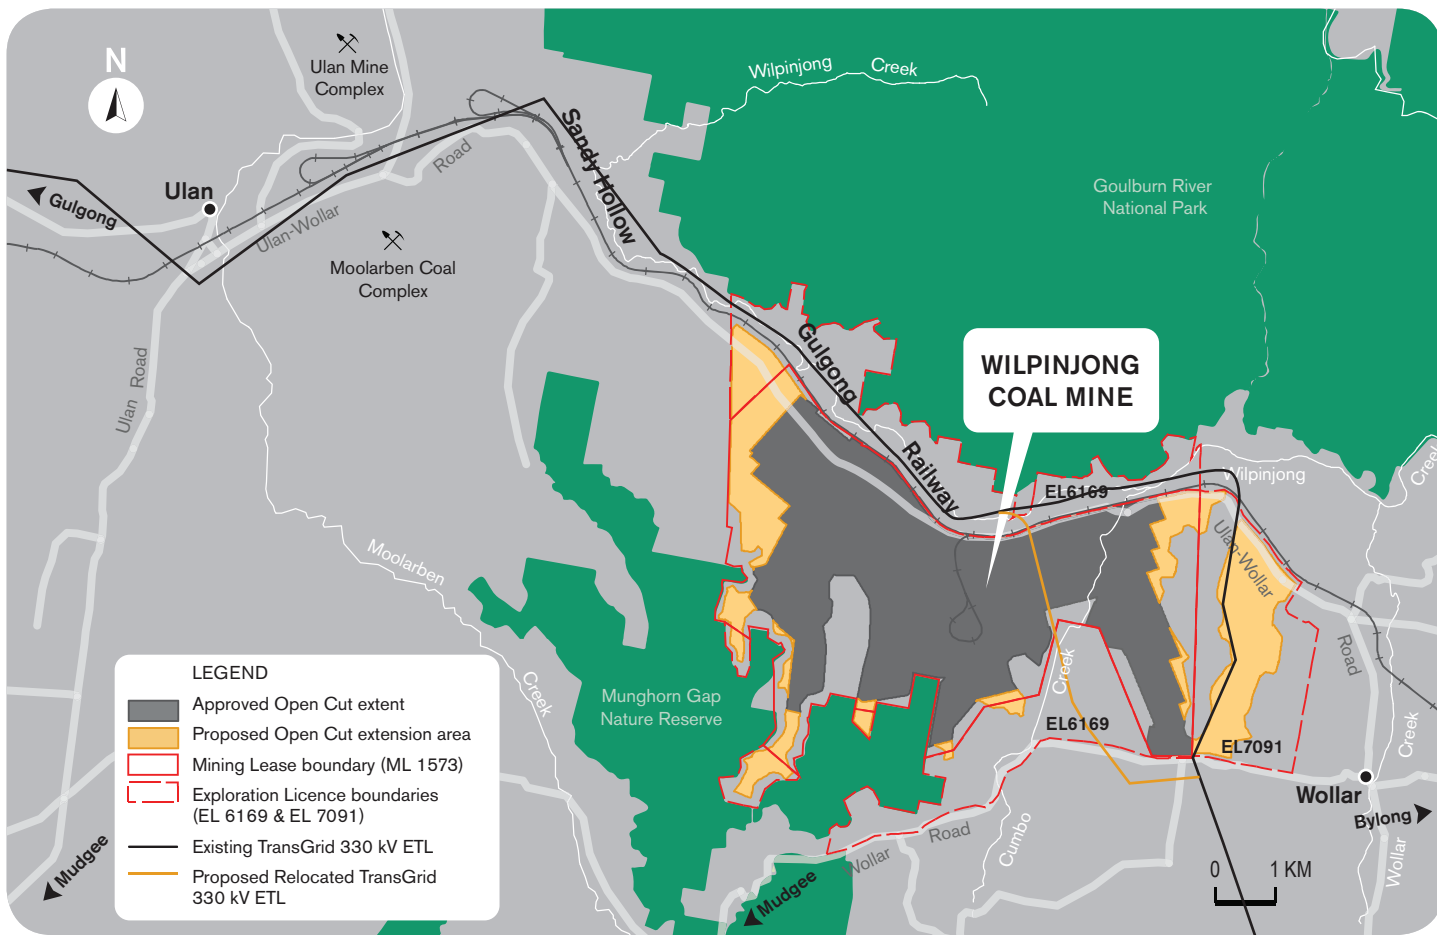 N
Ulan Mine
Complex
Wilpinjong Creek
Sandy Hollow
Road
Ulan
Gulgong
Ulan-Wollar
Moolarben Coal
Complex
Goulburn River
National Park
Ulan Road
Gulgong
WILPINJONG
COAL MINE
Railway
EL6169
Wilpinjong
Creek
Ulan-Wollar
Road
Moolarben
Creek
Creek
Munghorn Gap
Nature Reserve
EL6169
EL7091
Creek
Wollar
Bylong
Wollar
Cumbo
Wollar Road
Mudgee
Mudgee
0 1 KM
LEGEND
Approved Open Cut extent
Proposed Open Cut extension area
Mining Lease boundary (ML 1573)
Exploration Licence boundaries
(EL 6169 & EL 7091)
Existing TransGrid 330 kV ETL
Proposed Relocated TransGrid
330 kV ETL